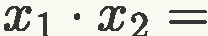 x₁ · x₂ =